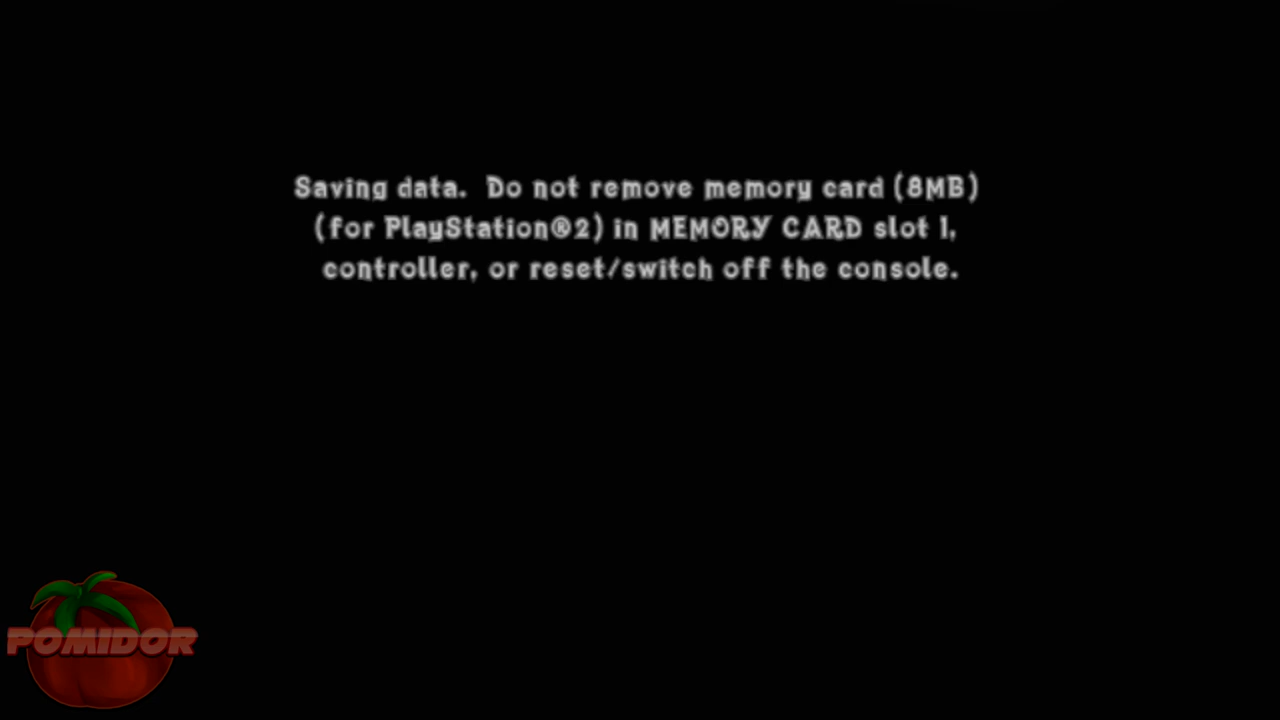 Saving data. Do not remove memory card (8MB)
(for PlayStation®2) in MEMORY CARD slot 1,
controller, or reset/switch off the console.
POMIDOR